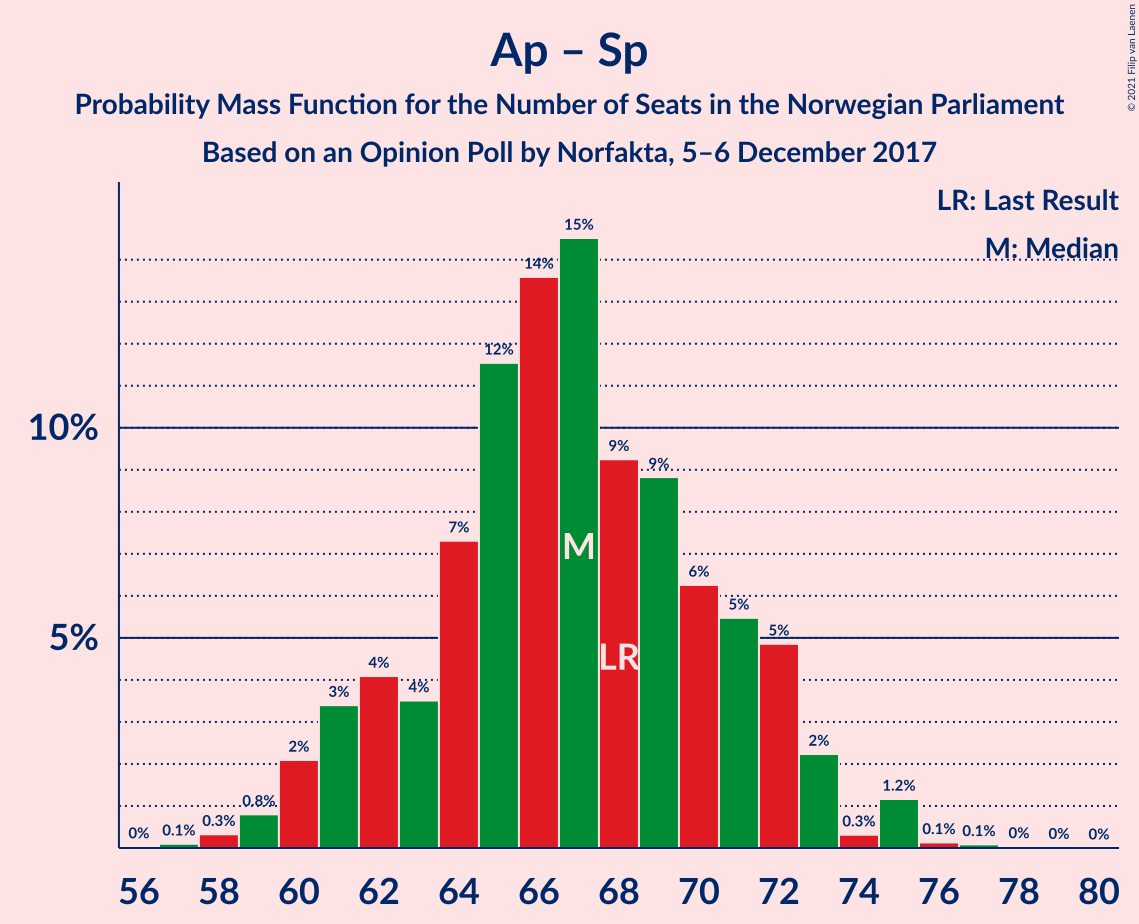 Ap – Sp
Probability Mass Function for the Number of Seats in the Norwegian Parliament
Based on an Opinion Poll by Norfakta, 5–6 December 2017
© 2021 Filip van Laenen
LR: Last Result
M: Median
10%
5%
0% 0.1% 0.3% 0.8% 2% 3% 4% 4% 7% 12% 14% 15% 9% 9% 6% 5% 5% 2% 0.3% 1.2% 0.1% 0.1% 0% 0% 0%
M
LR
56 58 60 62 64 66 68 70 72 74 76 78 80